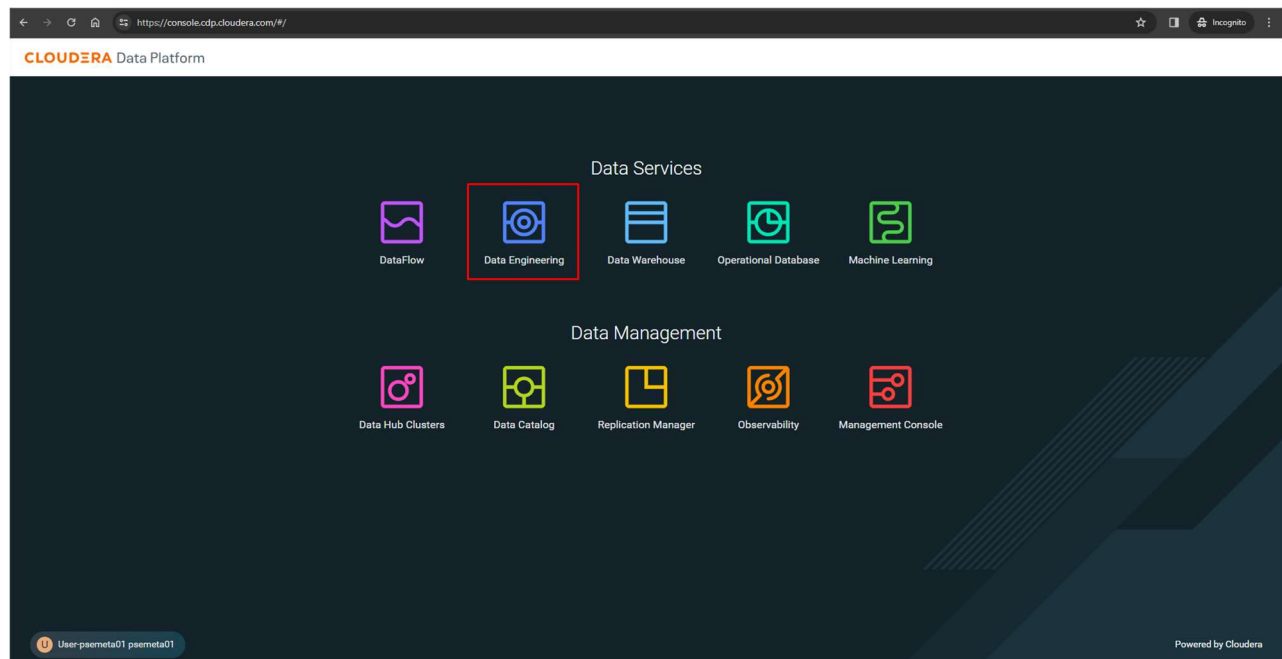 https://console.cdp.cloudera.com/#/
Incognito
CLOUDERA Data Platform
Data Services
DataFlow
Data Engineering
Data Warehouse
Operational Database
Machine Learning
Data Management
Data Hub Clusters
Data Catalog
Replication Manager
Observability
Management Console
U User-psemeta01 psemeta01
Powered by Cloudera